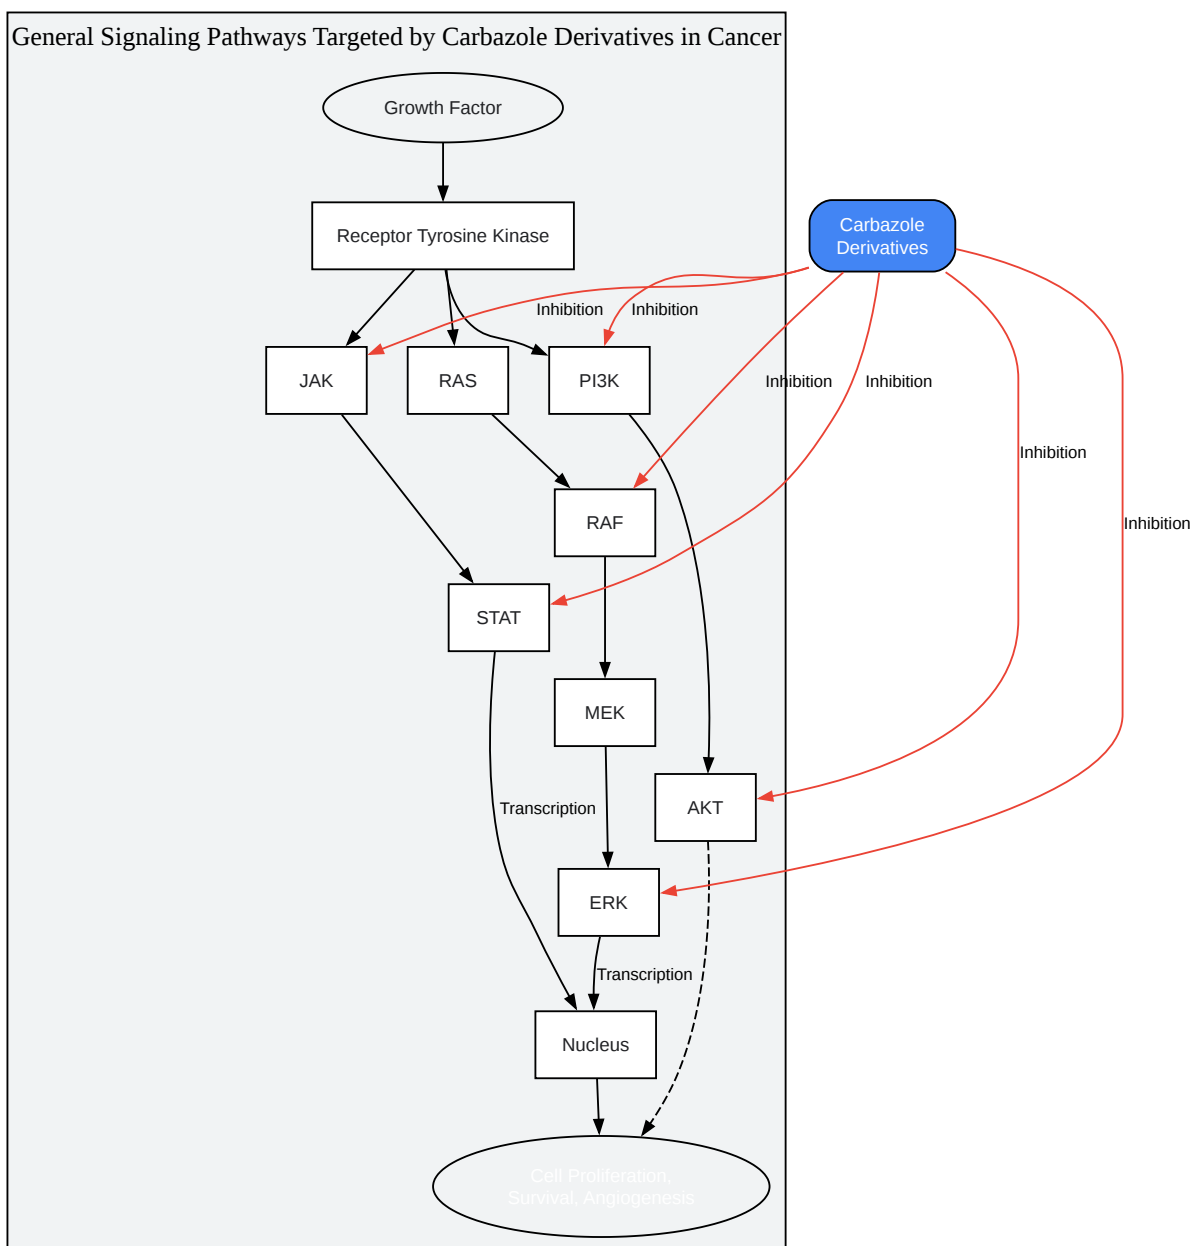 General Signaling Pathways Targeted by Carbazole Derivatives in Cancer
Growth Factor
Receptor Tyrosine Kinase
Carbazole
Derivatives
Inhibition
Inhibition
JAK
RAS
PI3K
Inhibition
Inhibition
Inhibition
RAF
Inhibition
STAT
MEK
Transcription
AKT
ERK
Transcription
Nucleus
Cell Proliferation,
Survival, Angiogenesis